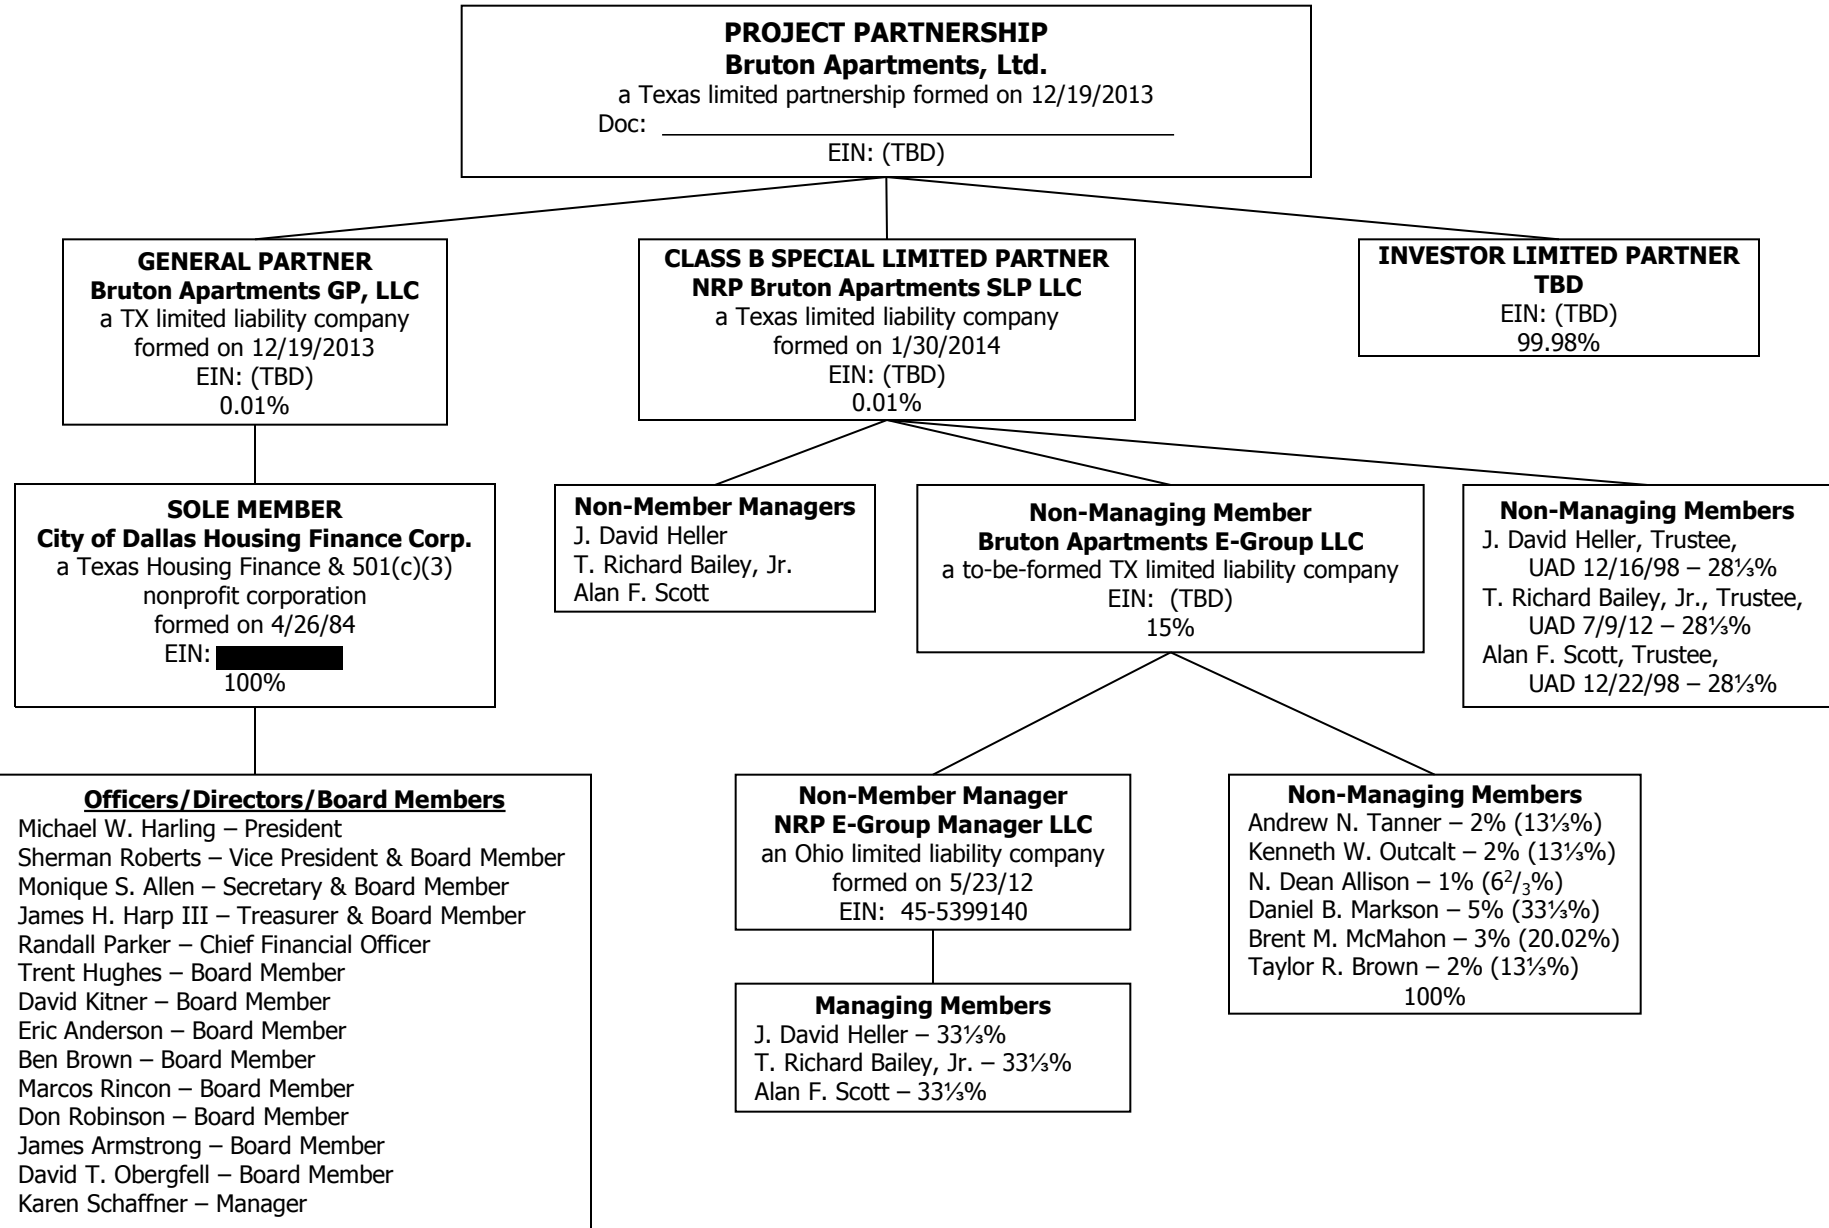 PROJECT PARTNERSHIP
Bruton Apartments, Ltd.
a Texas limited partnership formed on 12/19/2013
Doc: ________________________________________
EIN: (TBD)
GENERAL PARTNER
Bruton Apartments GP, LLC
a TX limited liability company
formed on 12/19/2013
EIN: (TBD)
0.01%
CLASS B SPECIAL LIMITED PARTNER
NRP Bruton Apartments SLP LLC
a Texas limited liability company
formed on 1/30/2014
EIN: (TBD)
0.01%
INVESTOR LIMITED PARTNER
TBD
EIN: (TBD)
99.98%
SOLE MEMBER
City of Dallas Housing Finance Corp.
a Texas Housing Finance & 501(c)(3)
nonprofit corporation
formed on 4/26/84
EIN:
100%
Non-Member Managers
J. David Heller
T. Richard Bailey, Jr.
Alan F. Scott
Non-Managing Member
Bruton Apartments E-Group LLC
a to-be-formed TX limited liability company
EIN: (TBD)
15%
Non-Managing Members
J. David Heller, Trustee,
UAD 12/16/98 – 28⅓%
T. Richard Bailey, Jr., Trustee,
UAD 7/9/12 – 28⅓%
Alan F. Scott, Trustee,
UAD 12/22/98 – 28⅓%
Officers/Directors/Board Members
Michael W. Harling – President
Sherman Roberts – Vice President & Board Member
Monique S. Allen – Secretary & Board Member
James H. Harp III – Treasurer & Board Member
Randall Parker – Chief Financial Officer
Trent Hughes – Board Member
David Kitner – Board Member
Eric Anderson – Board Member
Ben Brown – Board Member
Marcos Rincon – Board Member
Don Robinson – Board Member
James Armstrong – Board Member
David T. Obergfell – Board Member
Karen Schaffner – Manager
Non-Member Manager
NRP E-Group Manager LLC
an Ohio limited liability company
formed on 5/23/12
EIN: 45-5399140
Non-Managing Members
Andrew N. Tanner – 2% (13⅓%)
Kenneth W. Outcalt – 2% (13⅓%)
N. Dean Allison – 1% (6²/₃%)
Daniel B. Markson – 5% (33⅓%)
Brent M. McMahon – 3% (20.02%)
Taylor R. Brown – 2% (13⅓%)
100%
Managing Members
J. David Heller – 33⅓%
T. Richard Bailey, Jr. – 33⅓%
Alan F. Scott – 33⅓%